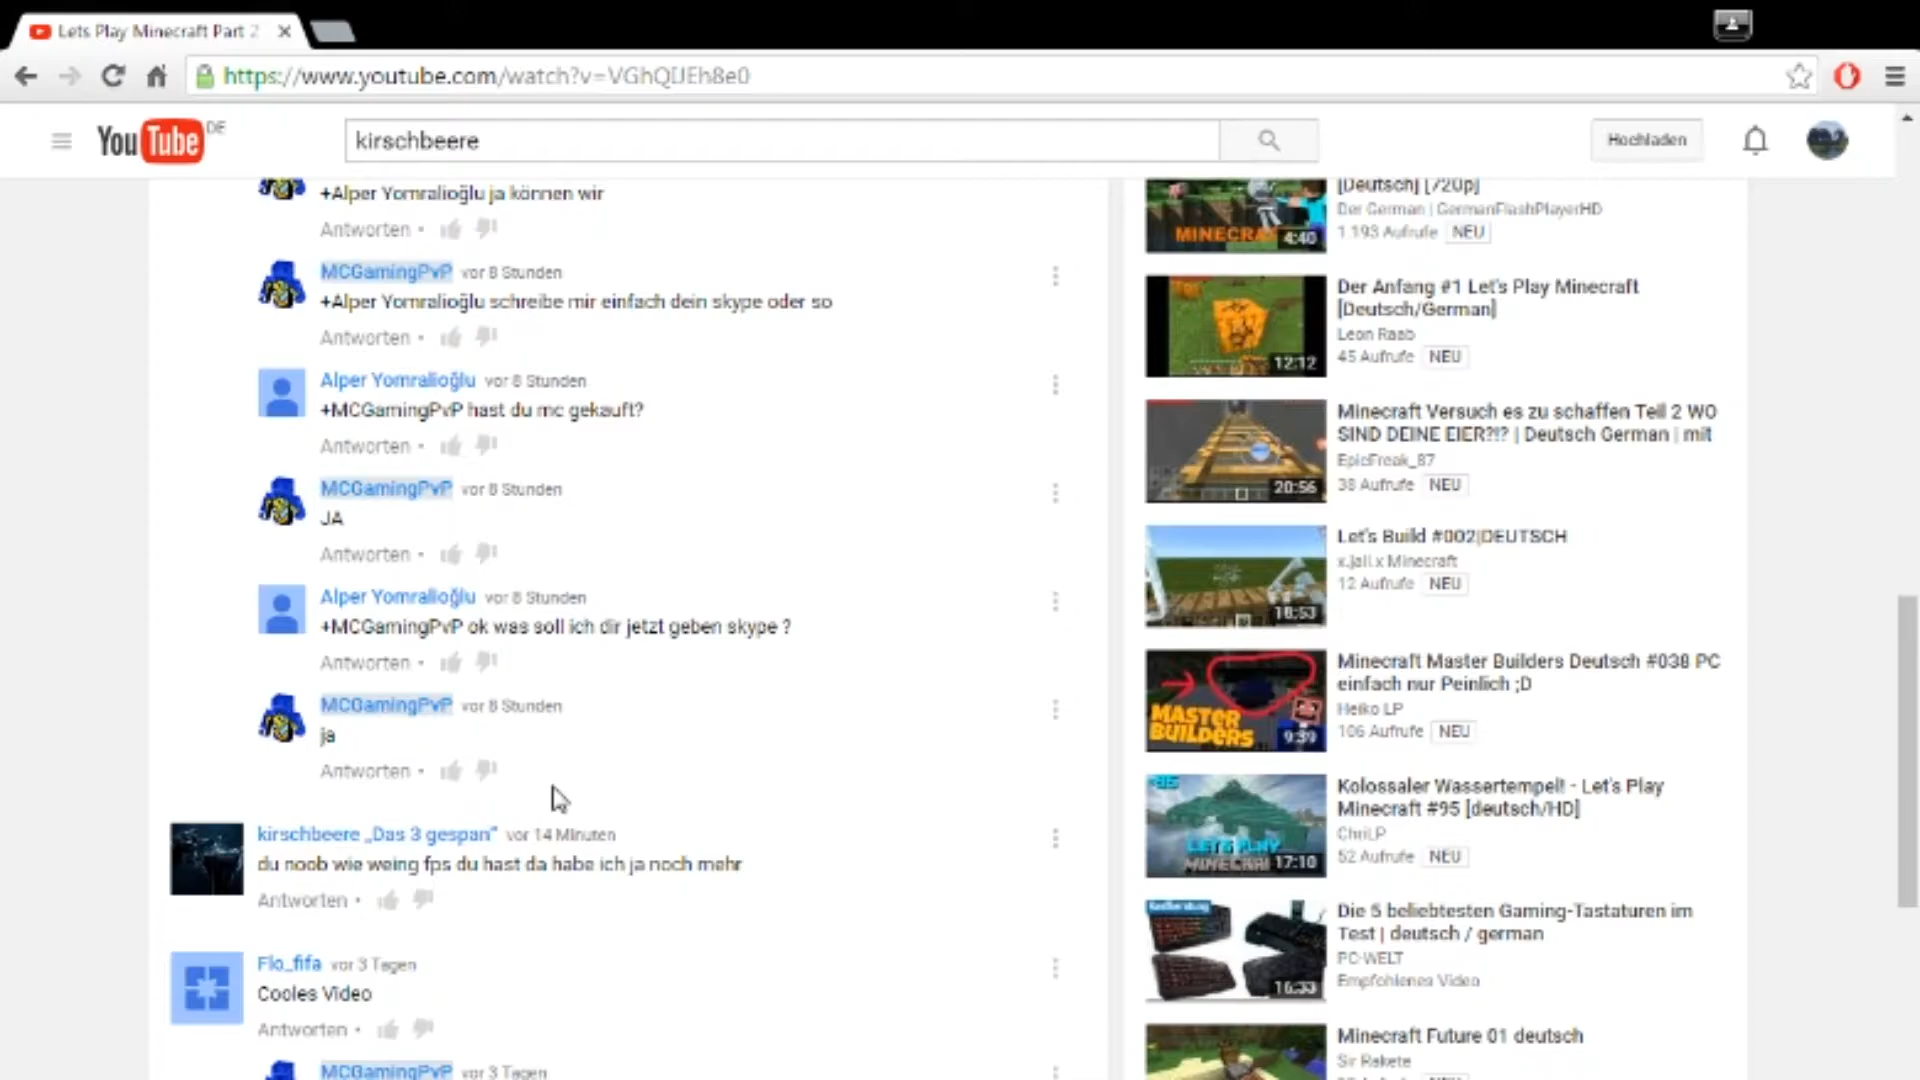 Lets Play Minecraft Part 2
https://www.youtube.com/watch?v=
YouTube DE
kirschbeere
Hochladen
+Alper Yomralioğlu ja können wir
Antworten •
MCGamingPvP vor 8 Stunden
+Alper Yomralioğlu schreibe mir einfach dein skype oder so
Antworten •
Alper Yomralioğlu vor 8 Stunden
+MCGamingPvP hast du mc gekauft?
Antworten •
MCGamingPvP vor 8 Stunden
JA
Antworten •
Alper Yomralioğlu vor 8 Stunden
+MCGamingPvP ok was soll ich dir jetzt geben skype ?
Antworten •
MCGamingPvP vor 8 Stunden
ja
Antworten •
kirschbeere „Das 3 gespan" vor 14 Minuten
du noob wie weing fps du hast da habe ich ja noch mehr
Antworten •
Flo_fifa vor 3 Tagen
Cooles Video
Antworten •
MCGamingPvP vor 3 Tagen
[Deutsch] [720p]
Der German | GermanFlashPlayerHD
1 193 Aufrufe NEU
MINECRA 4:40
Der Anfang #1 Let's Play Minecraft
[Deutsch/German]
Leon Raab
45 Aufrufe NEU
12:12
Minecraft Versuch es zu schaffen Teil 2 WO
SIND DEINE EIER?!? | Deutsch German | mit
EpicFreak_87
38 Aufrufe NEU
20:56
Let's Build #002|DEUTSCH
x.jall.x Minecraft
12 Aufrufe NEU
18:53
Minecraft Master Builders Deutsch #038 PC
einfach nur Peinlich ;D
Heiko LP
106 Aufrufe NEU
MASTER
BUILDERS 9:39
Kolossaler Wassertempel! - Let's Play
Minecraft #95 [deutsch/HD]
ChriLP
52 Aufrufe NEU
LET'S PLAY
MINECRAF 17:10
Die 5 beliebtesten Gaming-Tastaturen im
Test | deutsch / german
PC-WELT
Empfohlenes Video
16:33
Minecraft Future 01 deutsch
Sir Rakete